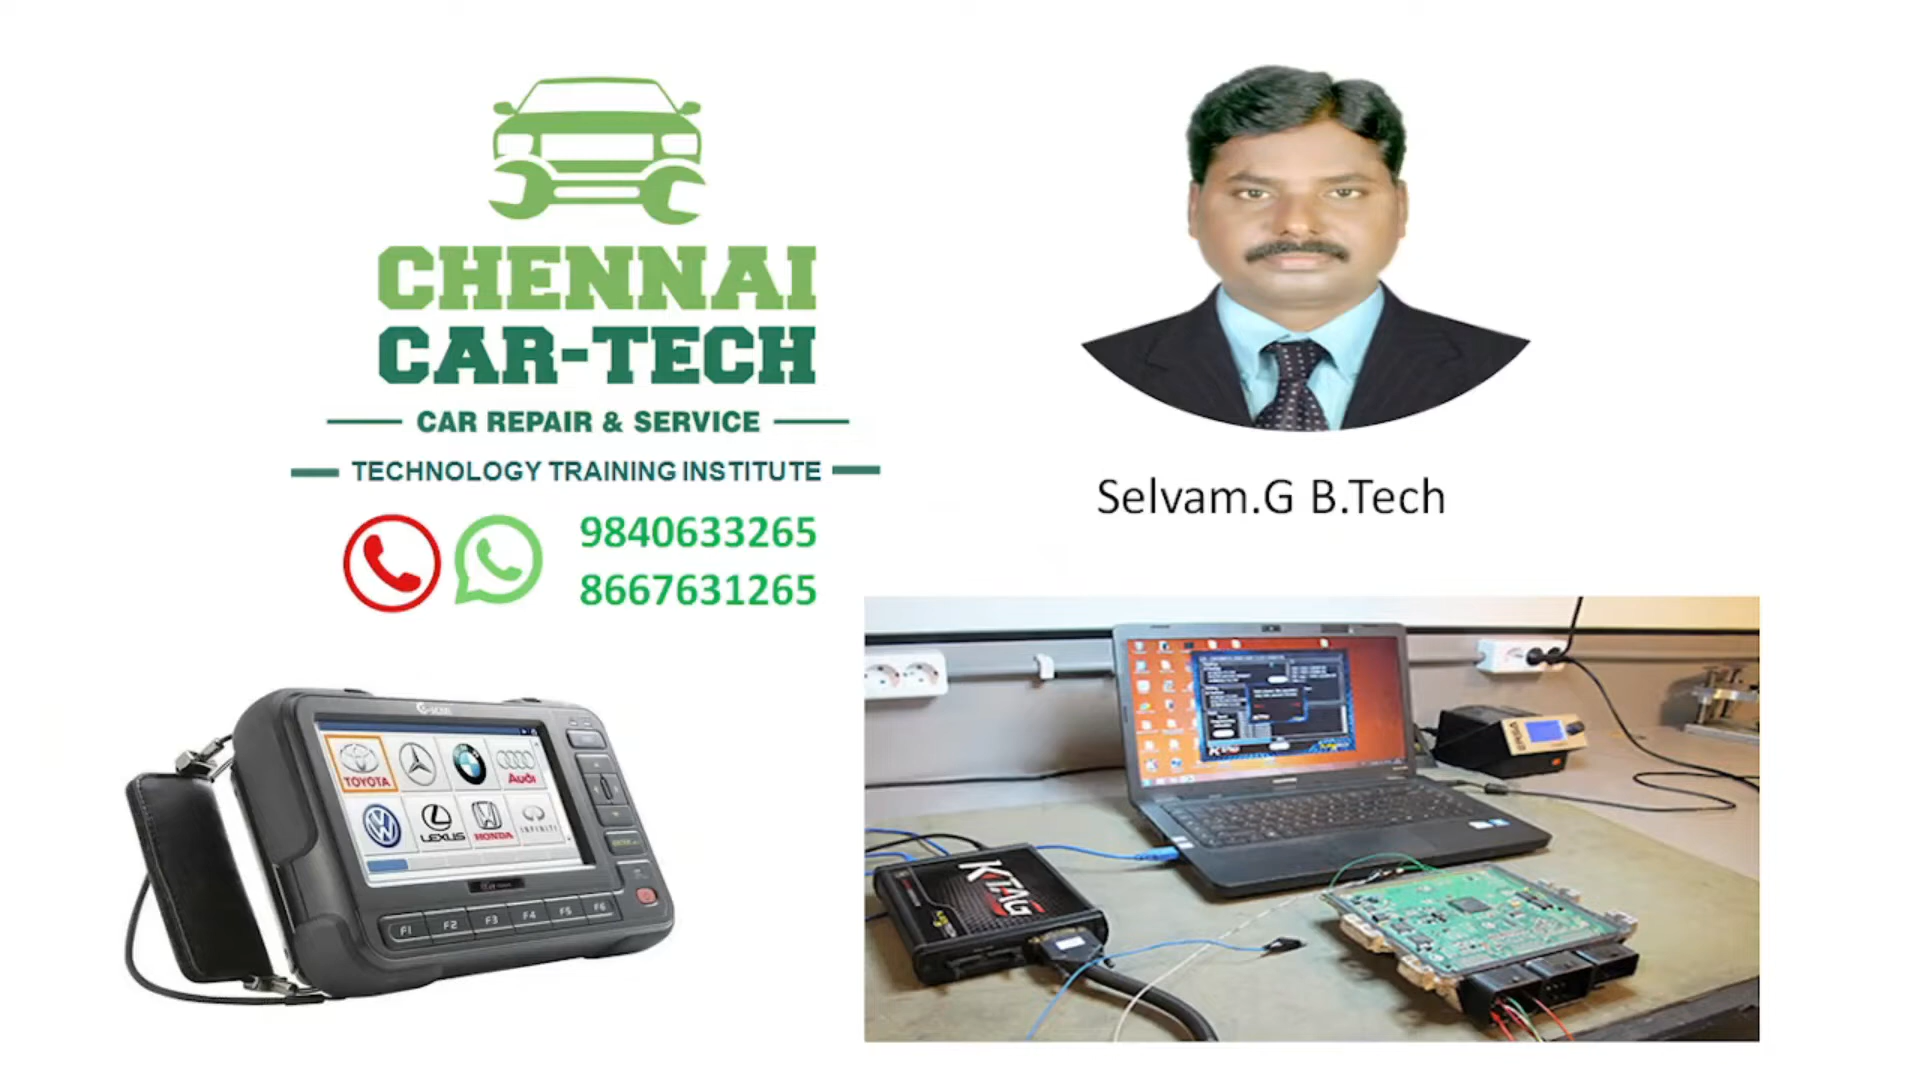 CHENNAI
CAR-TECH
CAR REPAIR & SERVICE
TECHNOLOGY TRAINING INSTITUTE
9840633265
8667631265
Selvam.G B.Tech
TOYOTA
Audi
LEXUS
HONDA
INFINITI
F1 F2 F3 F4 F5 F6
KTAG